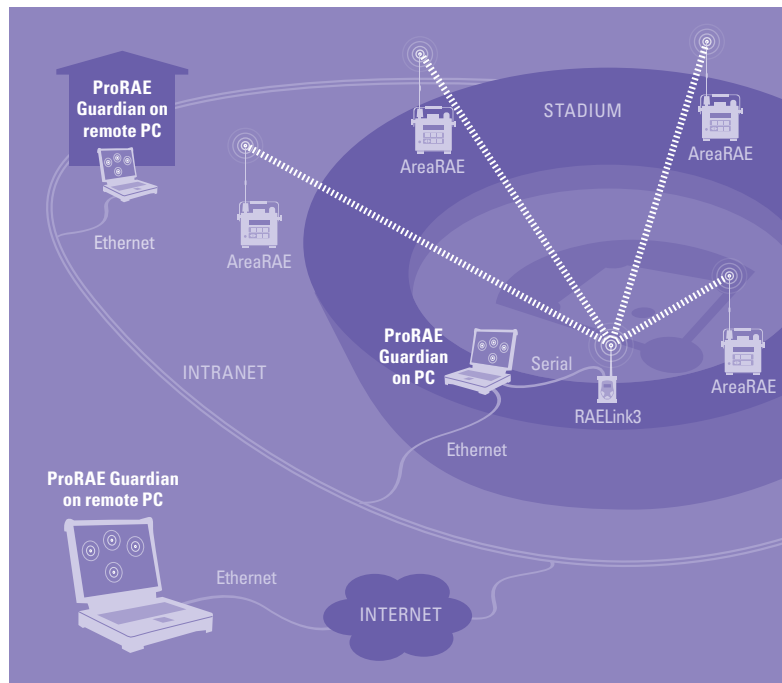 ProRAE
Guardian on
remote PC
Ethernet
AreaRAE
AreaRAE
STADIUM
AreaRAE
INTRANET
ProRAE
Guardian
on PC
Serial
RAELink3
AreaRAE
Ethernet
ProRAE Guardian
on remote PC
Ethernet
INTERNET